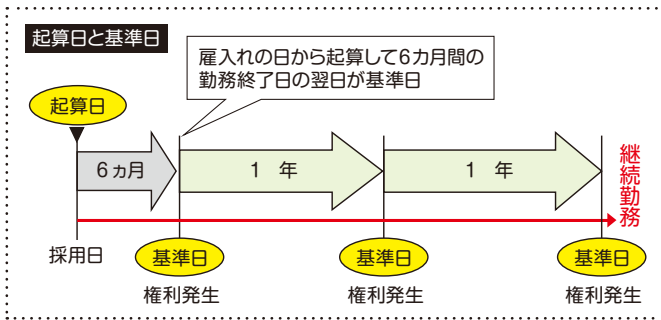 起算日と基準日
雇入れの日から起算して6カ月間の
勤務終了日の翌日が基準日
起算日
6ヵ月
1 年
1 年
継続勤務
採用日
基準日
基準日
基準日
権利発生
権利発生
権利発生